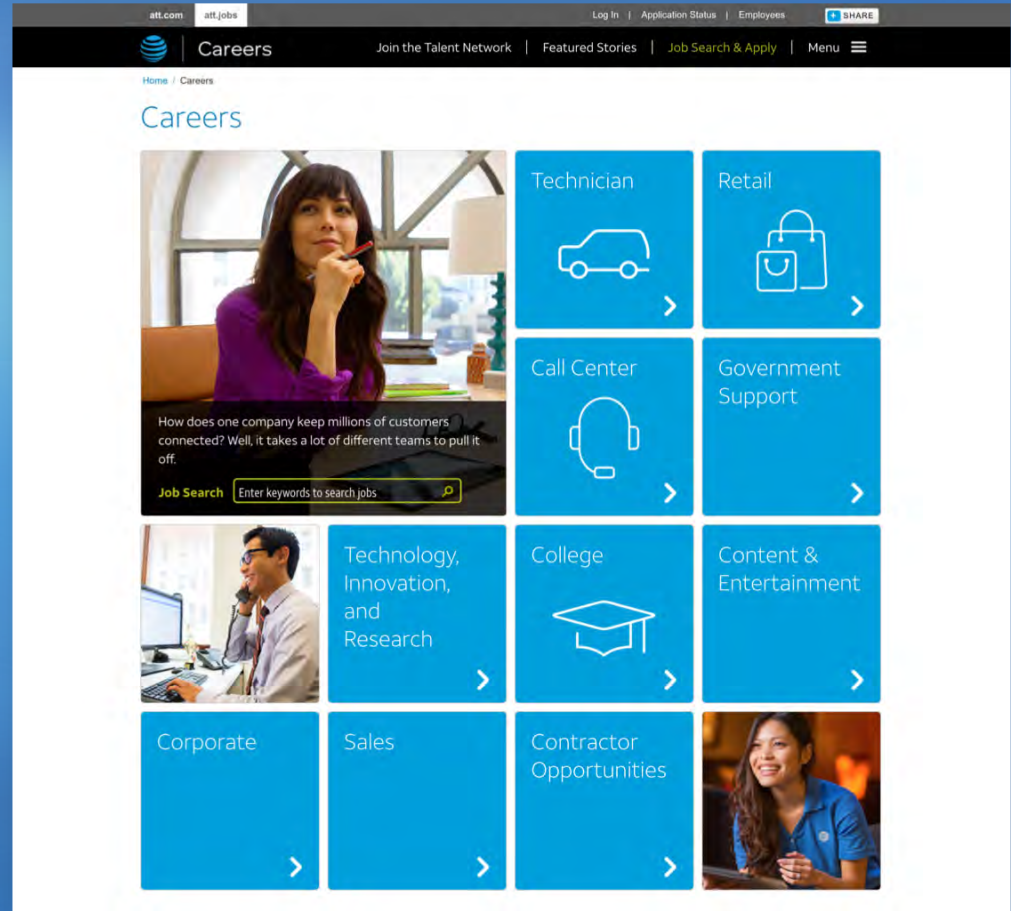 att.com att.jobs Log In | Application Status | Employees + SHARE
Careers Join the Talent Network | Featured Stories | Job Search & Apply | Menu
Home / Careers
Careers
Technician
Retail
How does one company keep millions of customers
connected? Well, it takes a lot of different teams to pull it
off.
Job Search Enter keywords to search jobs
Call Center
Government
Support
Technology,
Innovation,
and
Research
College
Content &
Entertainment
Corporate
Sales
Contractor
Opportunities